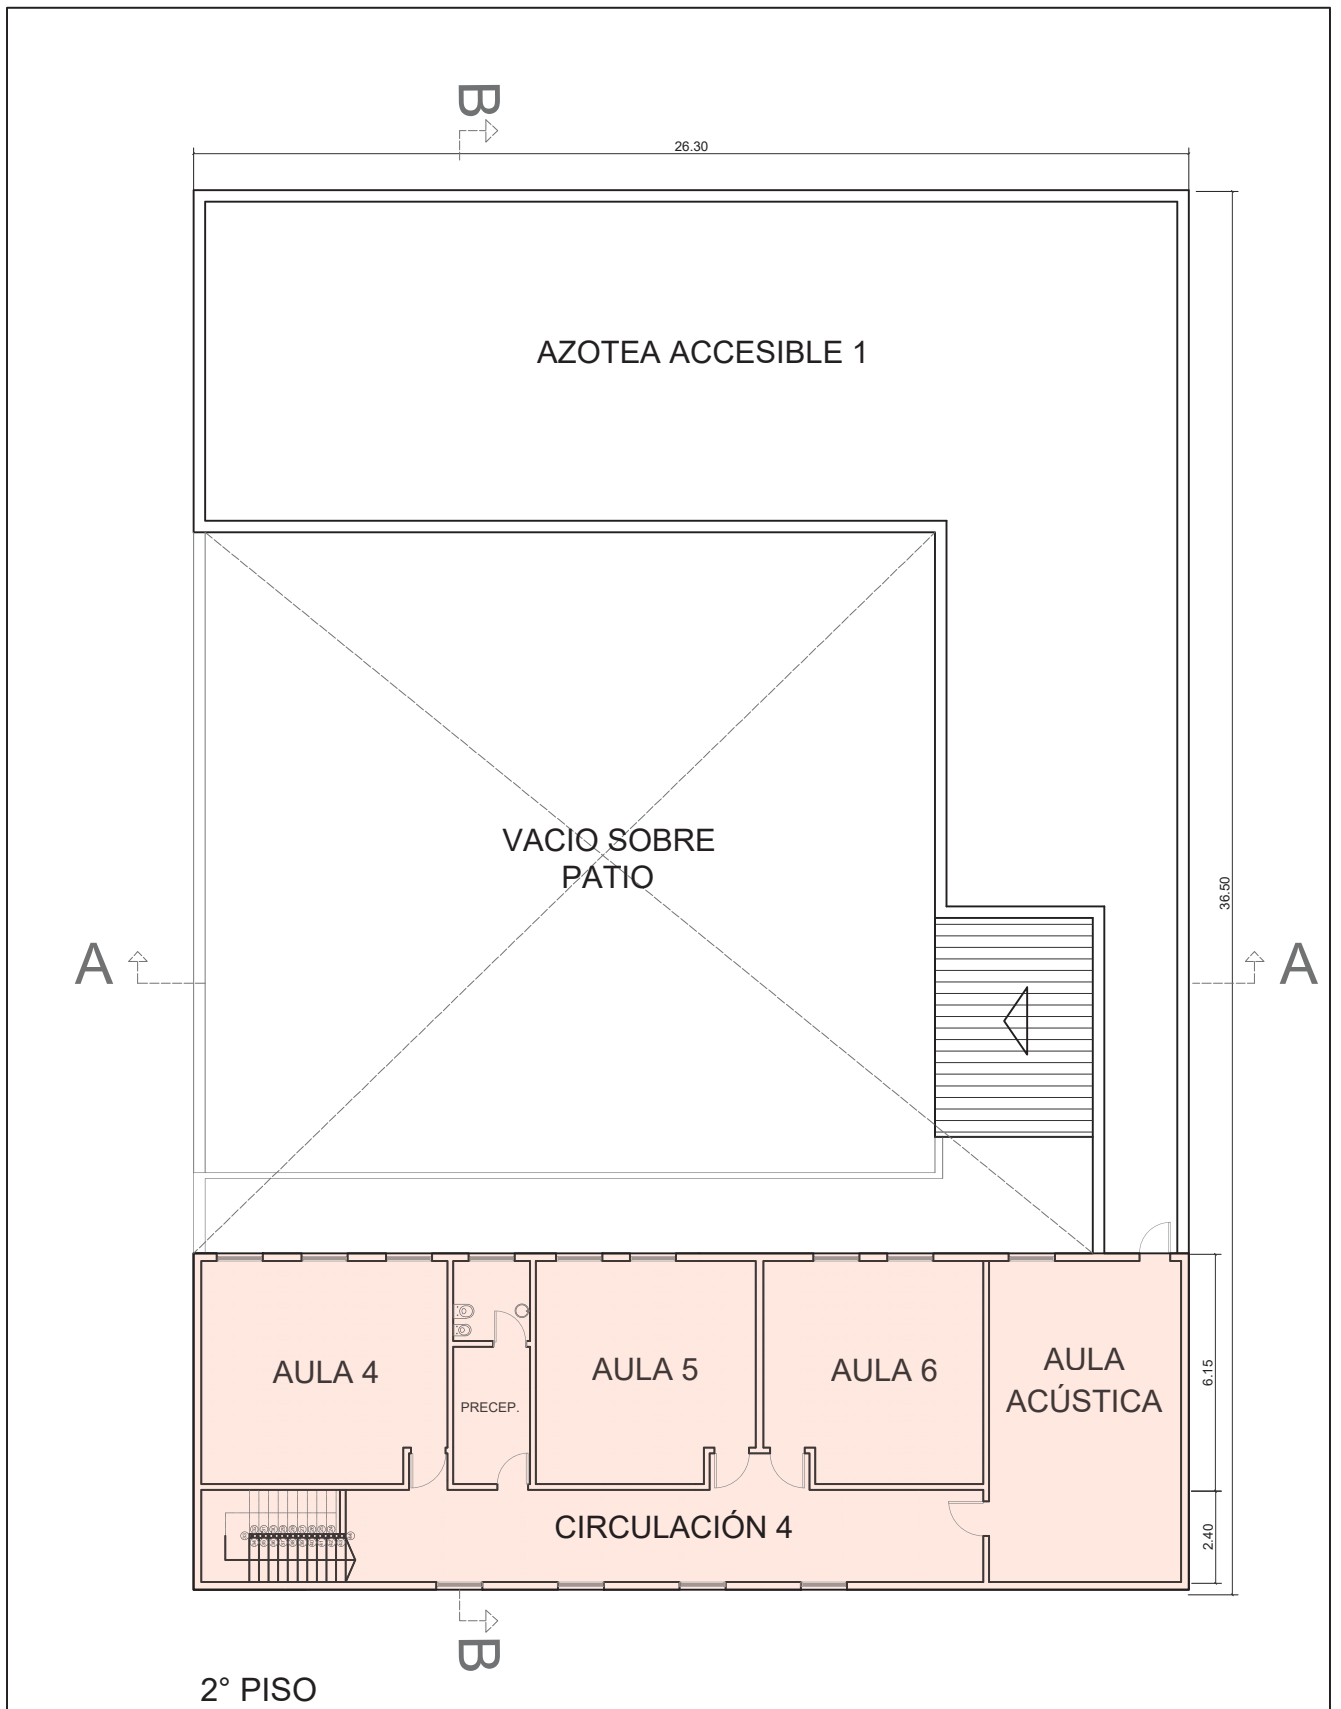 B
26.30
AZOTEA ACCESIBLE 1
VACIO SOBRE
PATIO
36.50
A
A
AULA 4
PRECEP.
AULA 5
AULA 6
AULA
ACÚSTICA
6.15
CIRCULACIÓN 4
2.40
B
2° PISO